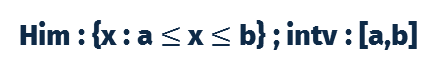 Him : {x : a ≤ x ≤ b} ; intv : [a,b]